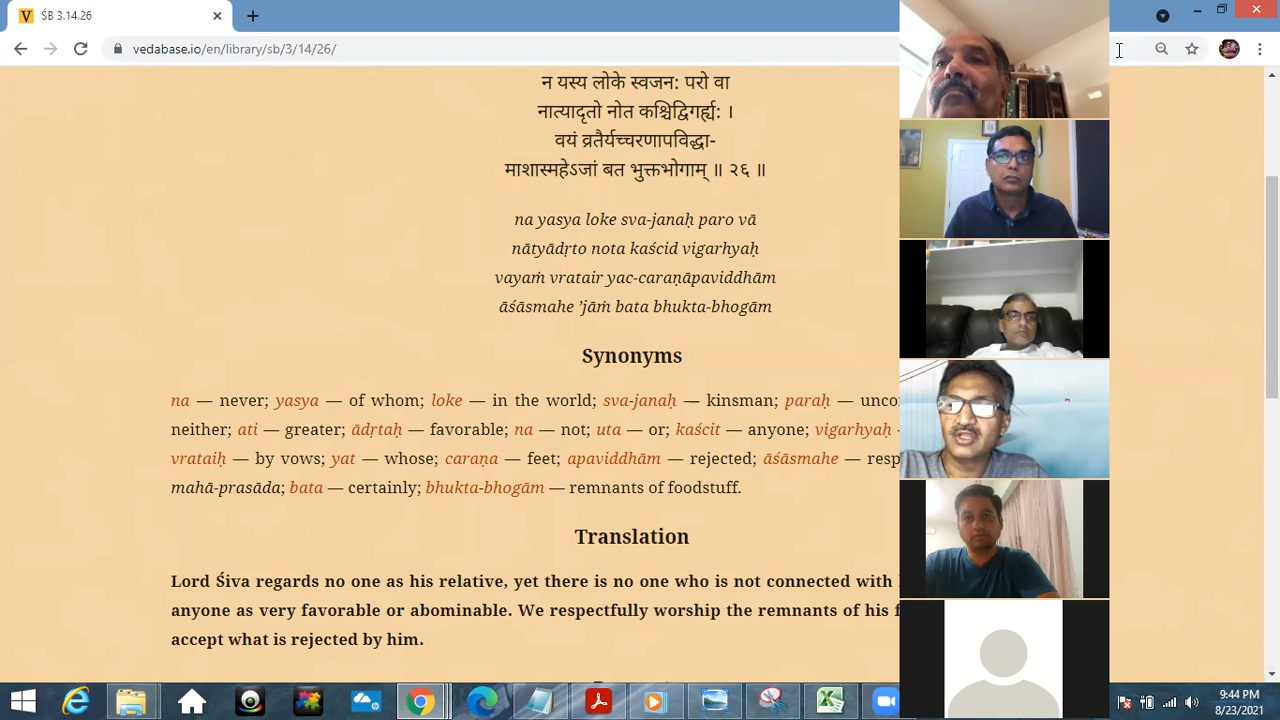 ŚB 3.14.26
vedabase.io/en/library/sb/3/14/26/
न यस्य लोके स्वजन: परो वा
नात्यादृतो नोत कश्चिद्विगर्ह्य: ।
वयं व्रतैर्यच्चरणापविद्धा-
माशास्महेऽजां बत भुक्तभोगाम् ॥ २६ ॥
na yasya loke sva-janaḥ paro vā
nātyādṛto nota kaścid vigarhyaḥ
vayaṁ vratair yac-caraṇāpaviddhām
āśāsmahe ’jāṁ bata bhukta-bhogām
Synonyms
na — never; yasya — of whom; loke — in the world; sva-janaḥ — kinsman; paraḥ —
neither; ati — greater; ādṛtaḥ — favorable; na — not; uta — or; kaścit — anyone; vigarhyaḥ
vrataiḥ — by vows; yat — whose; caraṇa — feet; apaviddhām — rejected; āśāsmahe —
mahā-prasāda; bata — certainly; bhukta-bhogām — remnants of foodstuff.
Translation
Lord Śiva regards no one as his relative, yet there is no one who is not connected with
anyone as very favorable or abominable. We respectfully worship the remnants of his
accept what is rejected by him.
9:44 PM
8/23/2021